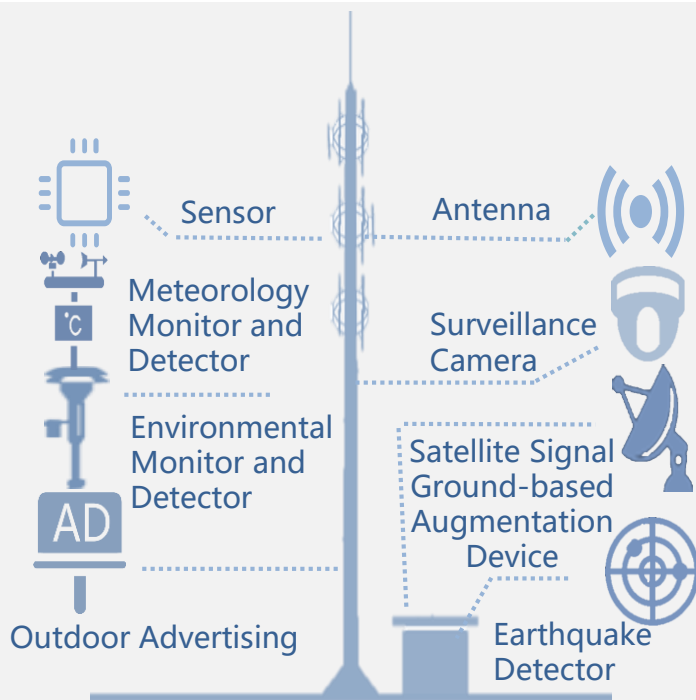 Sensor
Antenna
Meteorology
Monitor and
Detector
°C
Surveillance
Camera
Environmental
Monitor and
Detector
Satellite Signal
Ground-based
Augmentation
Device
AD
Outdoor Advertising
Earthquake
Detector